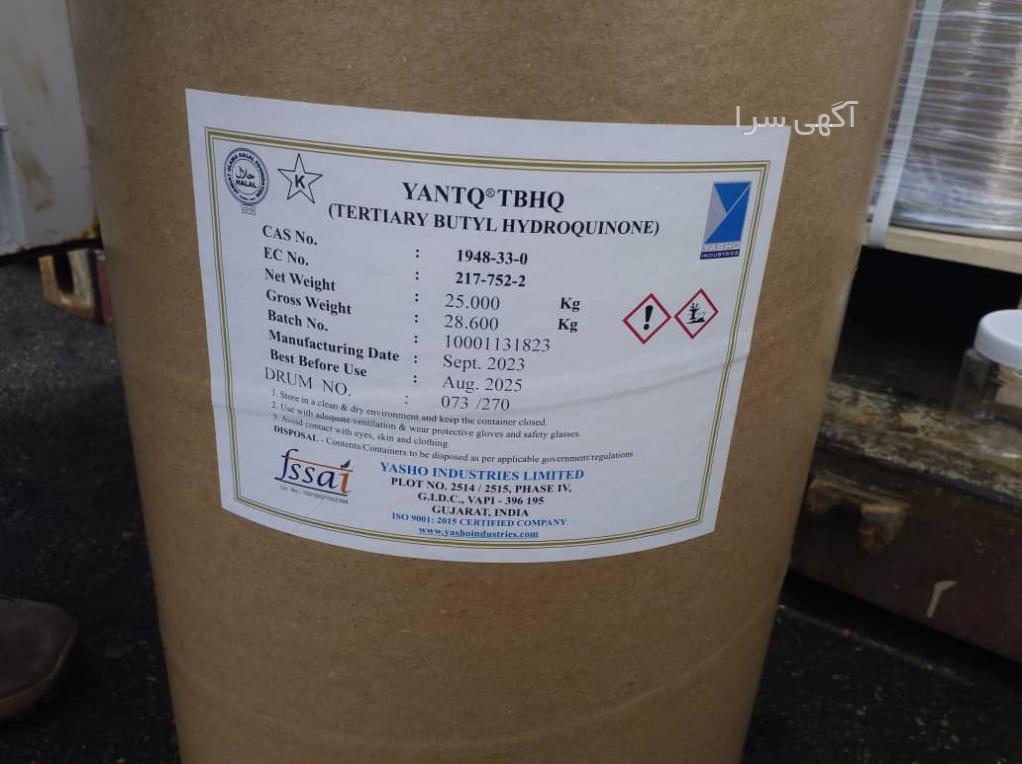 آگهی سرا
HALAL
K
YANTQ® TBHQ
(TERTIARY BUTYL HYDROQUINONE)
YASHO
INDUSTRIES
CAS No. : 1948-33-0
EC No. : 217-752-2
Net Weight : 25.000 Kg
Gross Weight : 28.600 Kg
Batch No. : 10001131823
Manufacturing Date : Sept. 2023
Best Before Use : Aug. 2025
DRUM NO. : 073 /270
1. Store in a clean & dry environment and keep the container closed.
2. Use with adequate ventilation & wear protective gloves and safety glasses.
3. Avoid contact with eyes, skin and clothing.
DISPOSAL - Contents/Containers to be disposed as per applicable government/regulations
fssai
YASHO INDUSTRIES LIMITED
PLOT NO. 2514 / 2515, PHASE IV,
G.I.D.C., VAPI - 396 195
GUJARAT, INDIA
ISO 9001: 2015 CERTIFIED COMPANY
www.yashoindustries.com